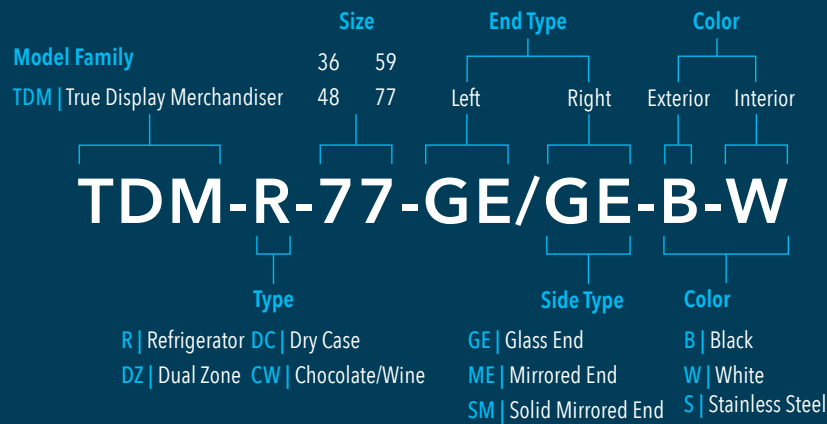 Size
End Type
Color
Model Family
36 59
TDM | True Display Merchandiser
48 77
Left
Right
Exterior
Interior
TDM-R-77-GE/GE-B-W
Type
Side Type
Color
R | Refrigerator DC | Dry Case
DZ | Dual Zone CW | Chocolate/Wine
GE | Glass End
ME | Mirrored End
SM | Solid Mirrored End
B | Black
W | White
S | Stainless Steel